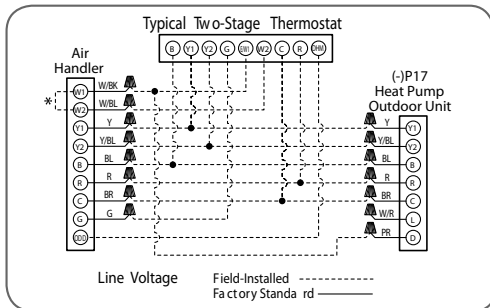 Typical Two-Stage Thermostat
B Y1 Y2 G E/W1 W2 C R DHM
Air
Handler
(-)P17
Heat Pump
Outdoor Unit
*
W1 W/BK
W2 W/BL
Y1 Y Y Y1
Y2 Y/BL Y/BL Y2
B BL BL B
R R R R
C BR BR C
G G W/R L
PR D
Line Voltage
Field-Installed
Factory Standard